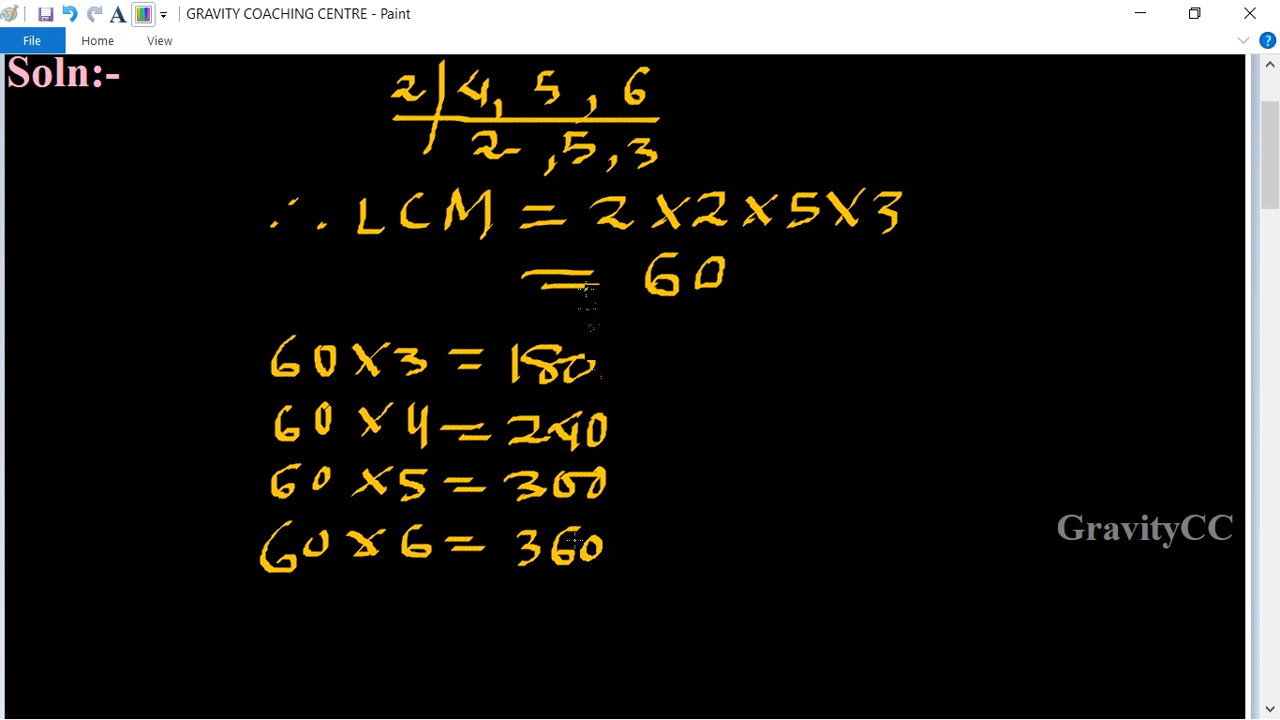 GRAVITY COACHING CENTRE - Paint
File Home View
Soln:-
2 | 4, 5, 6
2, 5, 3
∴ LCM = 2 X 2 X 5 X 3
= 60
60 X 3 = 180
60 X 4 = 240
60 X 5 = 300
60 X 6 = 360
GravityCC